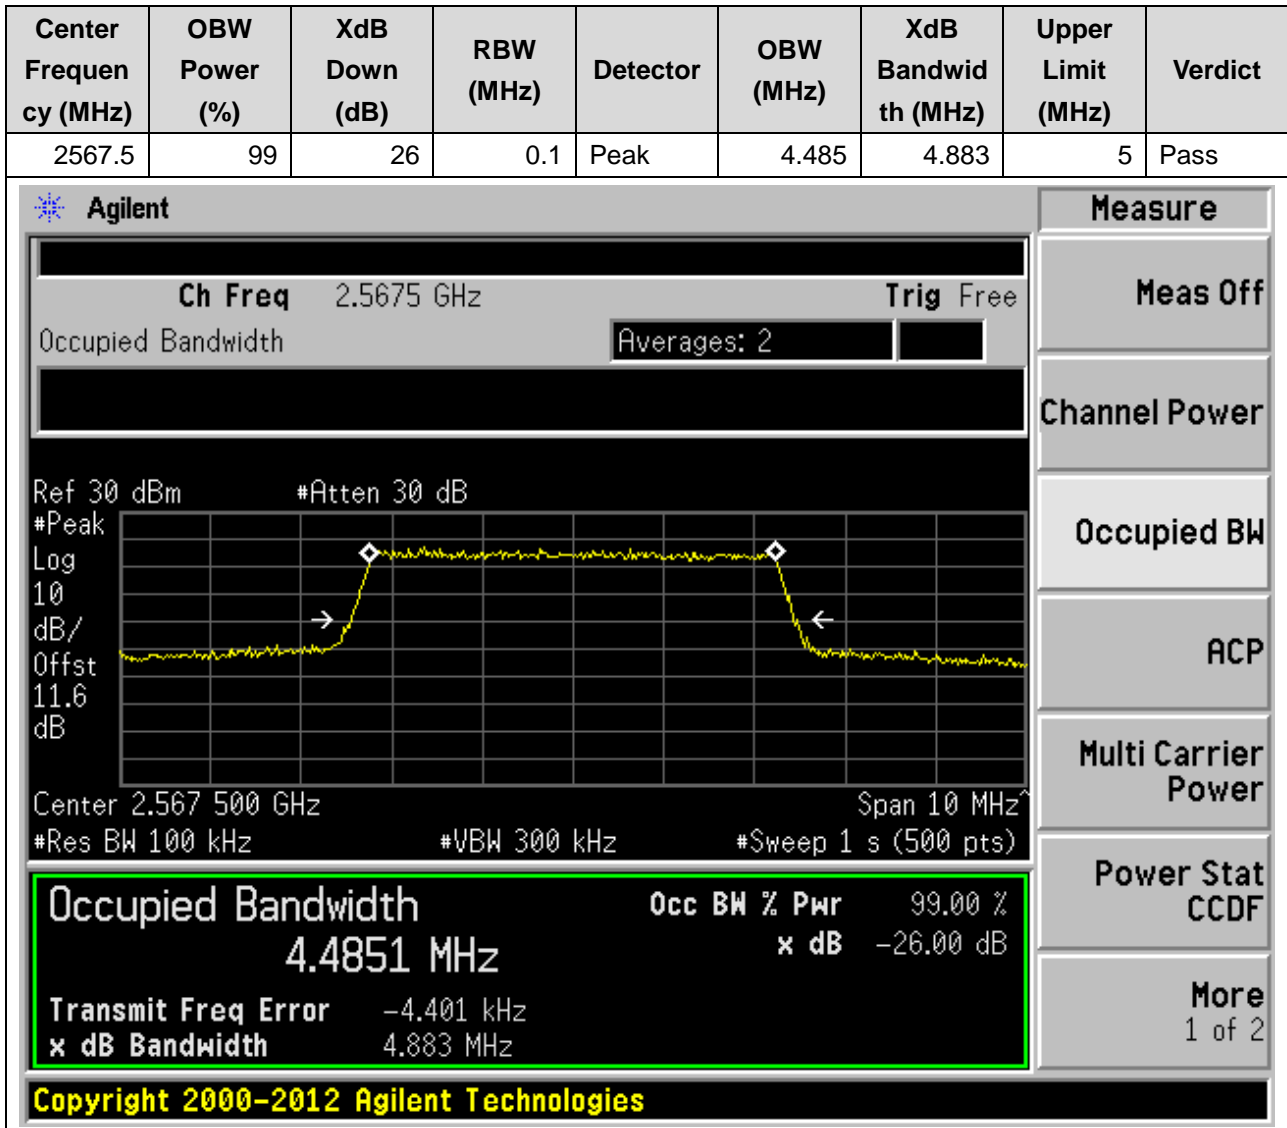 Center Frequen cy (MHz) OBW Power (%) XdB Down (dB) RBW (MHz) Detector OBW (MHz) XdB Bandwid th (MHz) Upper Limit (MHz) Verdict
2567.5 99 26 0.1 Peak 4.485 4.883 5 Pass
Agilent
Ch Freq 2.5675 GHz Trig Free
Occupied Bandwidth Averages: 2
Ref 30 dBm #Atten 30 dB
#Peak
Log
10
dB/
Offst
11.6
dB
Center 2.567 500 GHz Span 10 MHz^
#Res BW 100 kHz #VBW 300 kHz #Sweep 1 s (500 pts)
Occupied Bandwidth Occ BW % Pwr 99.00 %
4.4851 MHz x dB -26.00 dB
Transmit Freq Error -4.401 kHz
x dB Bandwidth 4.883 MHz
Copyright 2000-2012 Agilent Technologies
Measure
Meas Off
Channel Power
Occupied BW
ACP
Multi Carrier
Power
Power Stat
CCDF
More
1 of 2